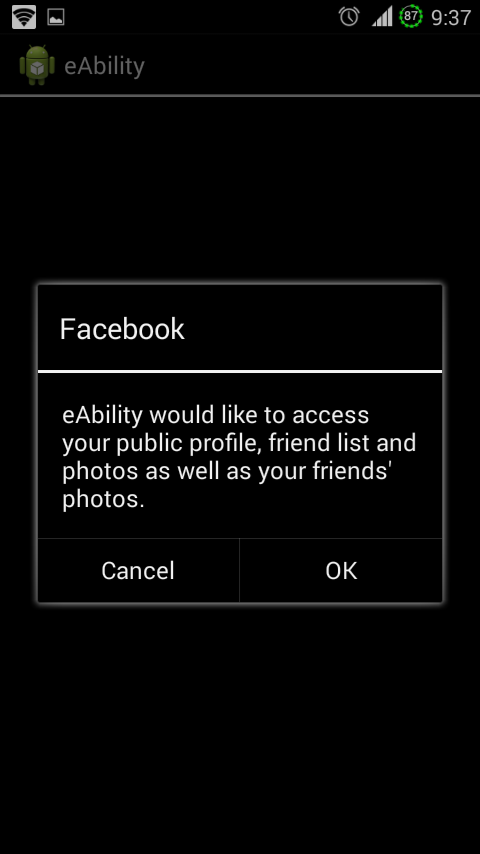 87 9:37
eAbility
Facebook
eAbility would like to access
your public profile, friend list and
photos as well as your friends'
photos.
Cancel OK